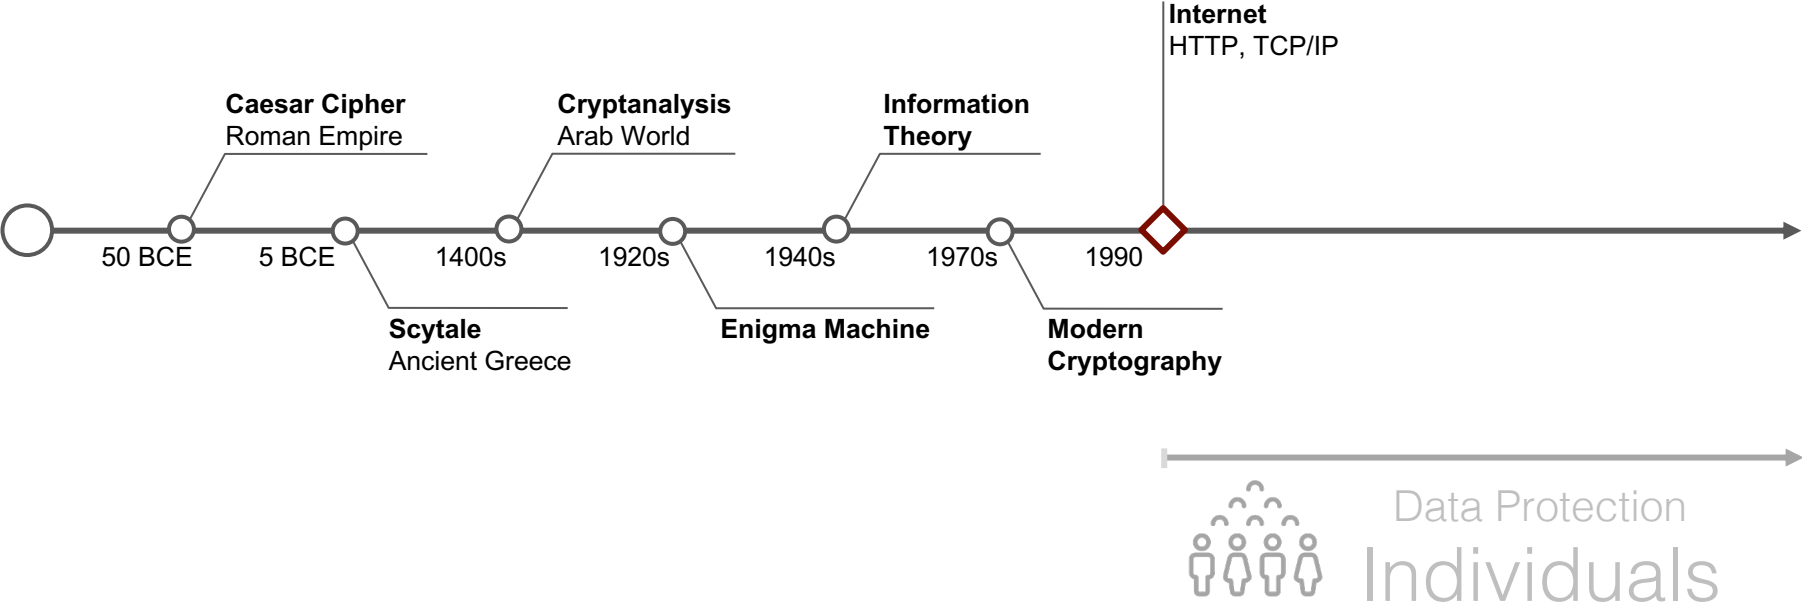 Internet
HTTP, TCP/IP
Caesar Cipher
Roman Empire
Cryptanalysis
Arab World
Information
Theory
50 BCE
5 BCE
1400s
1920s
1940s
1970s
1990
Scytale
Ancient Greece
Enigma Machine
Modern
Cryptography
Data Protection
Individuals